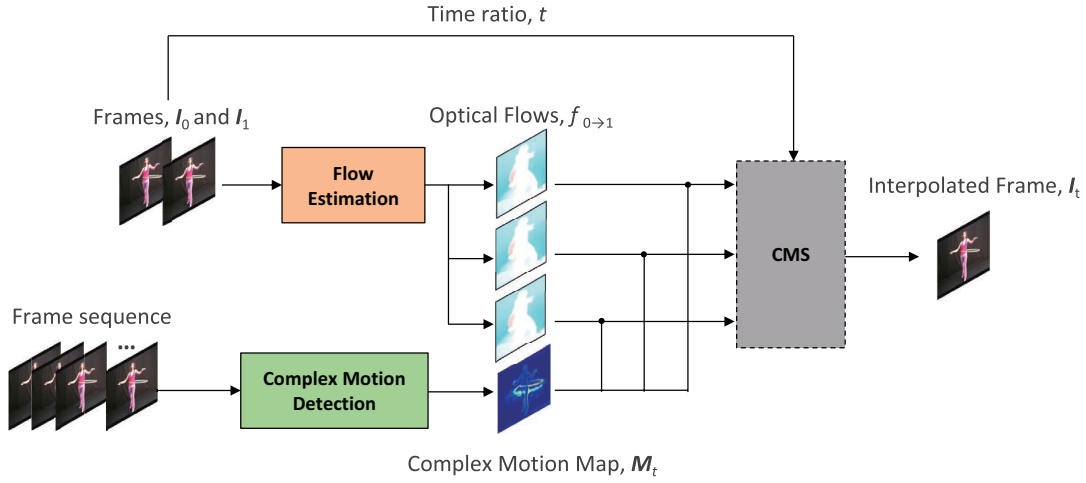 Time ratio, t
Frames, I0 and I1
Optical Flows, f 0→1
Flow
Estimation
Interpolated Frame, It
CMS
Frame sequence
...
Complex Motion
Detection
Complex Motion Map, Mt